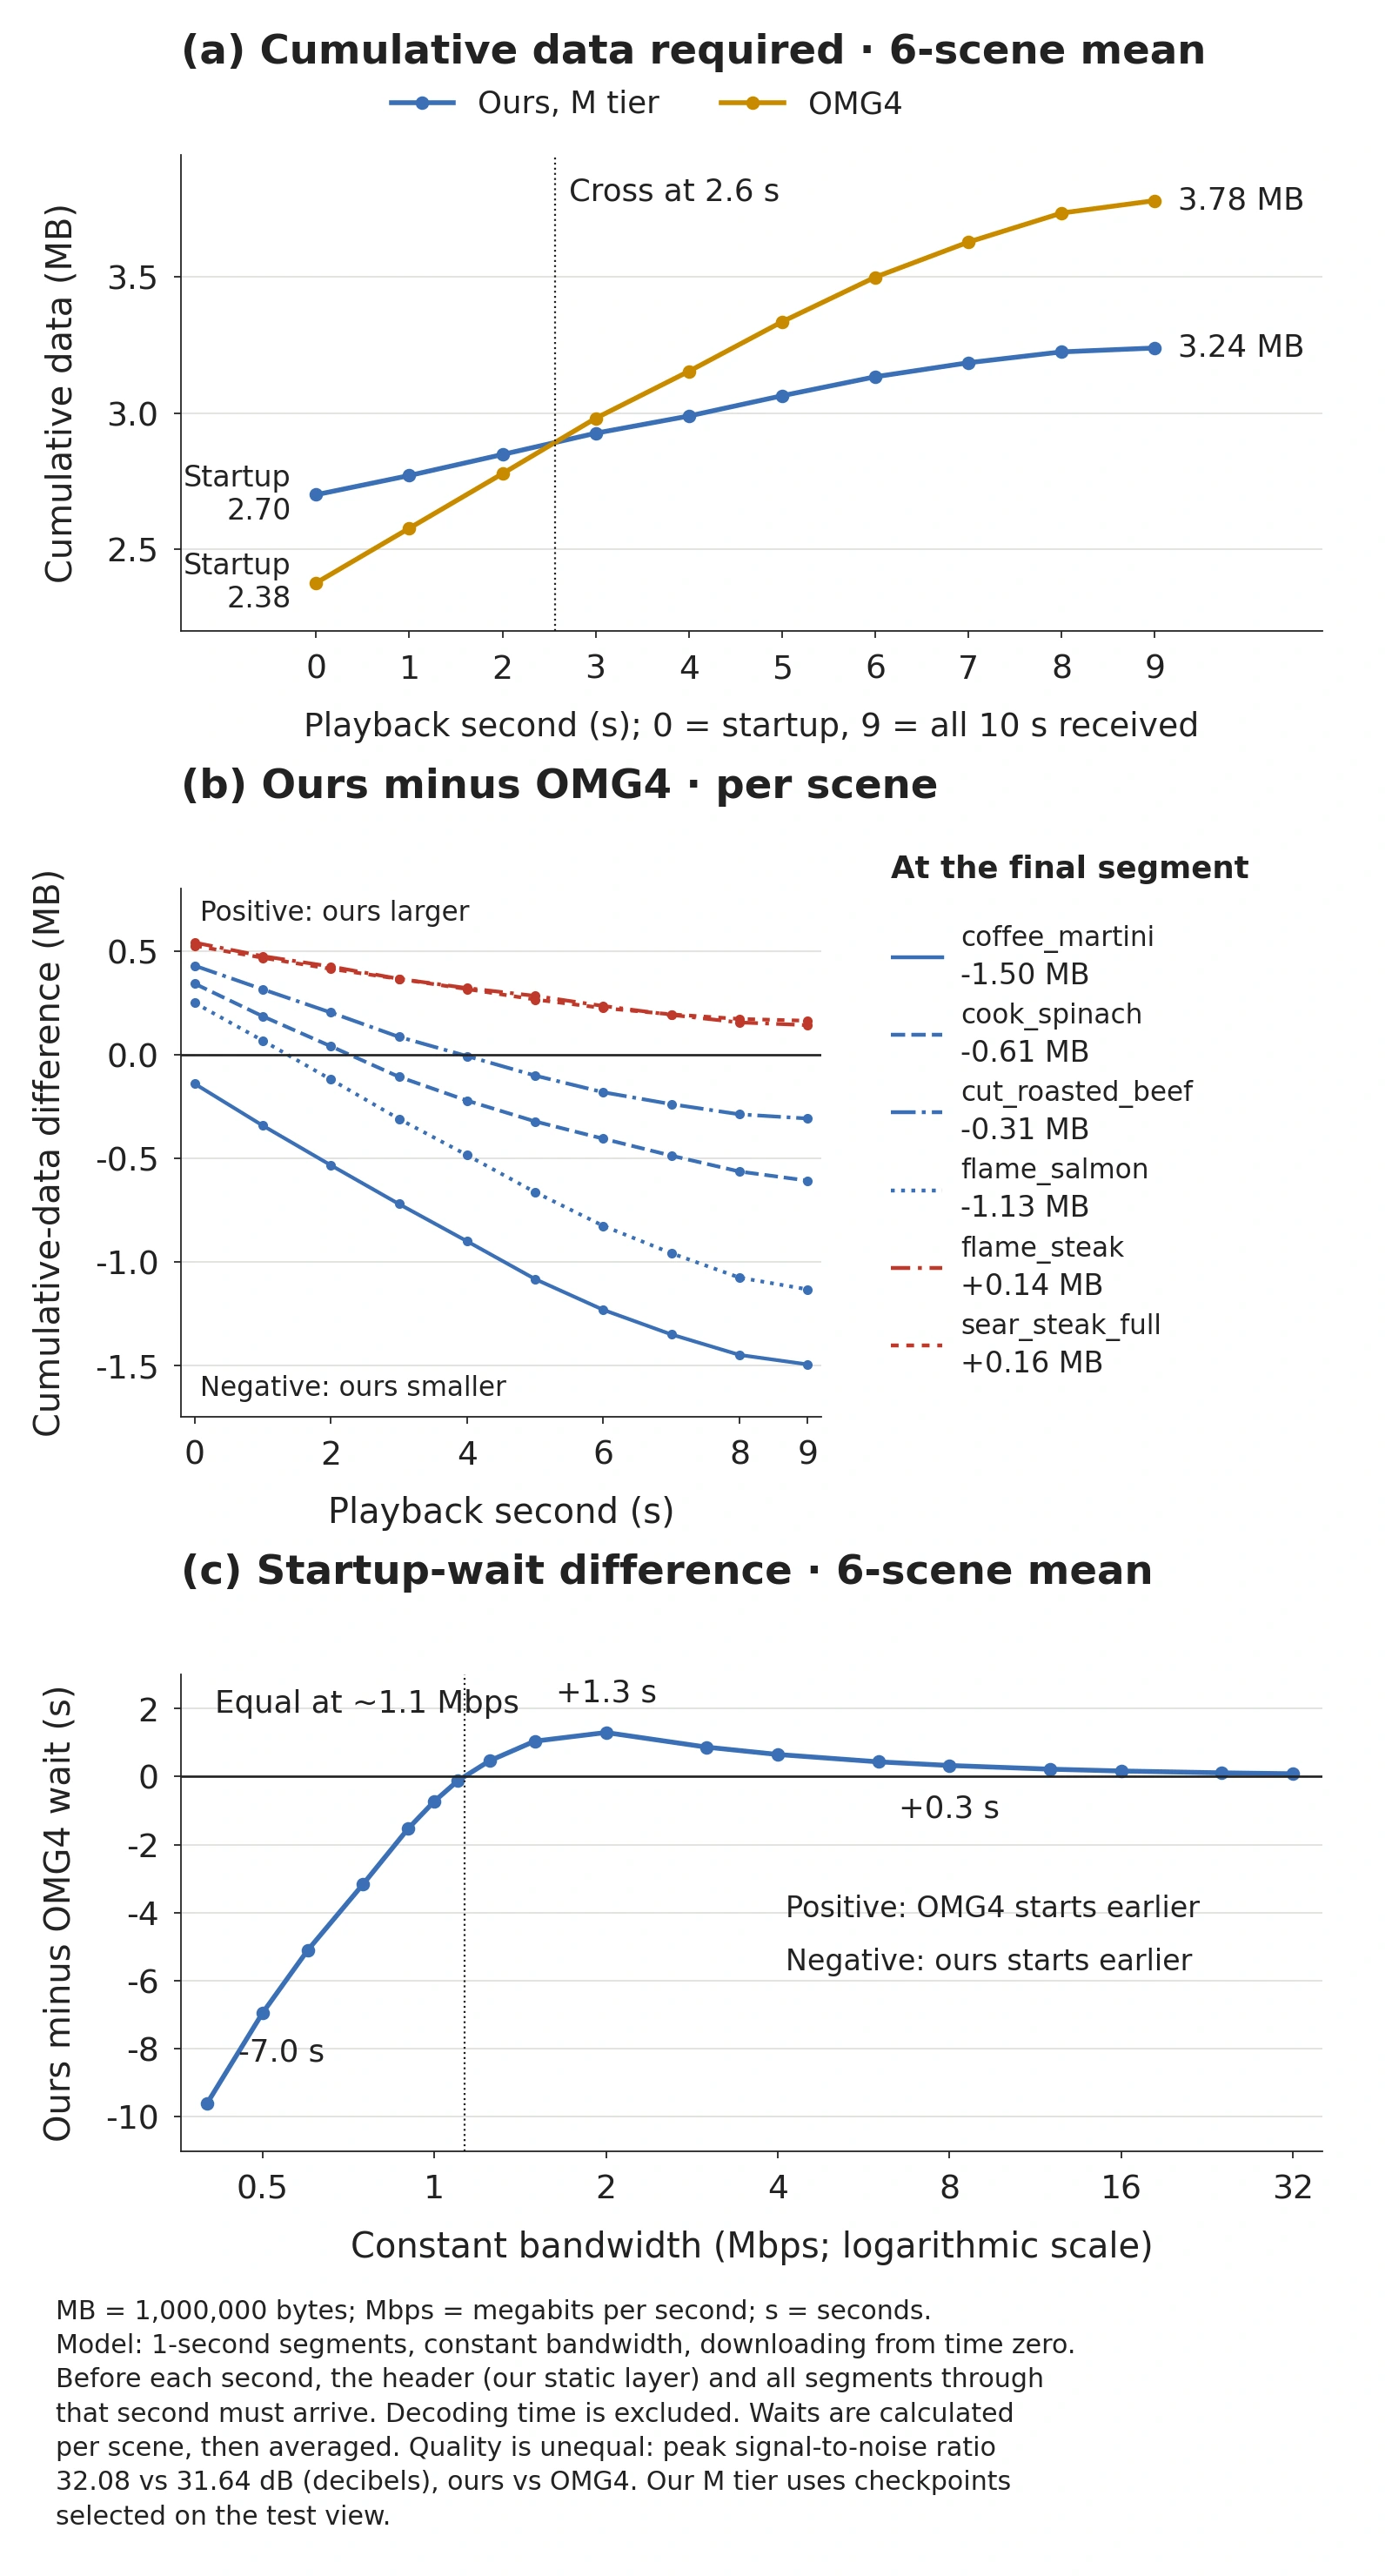 (a) Cumulative data required · 6-scene mean
Ours, M tier
OMG4
Cumulative data (MB)
Cross at 2.6 s
3.78 MB
3.24 MB
3.5
3.0
2.5
Startup
2.70
Startup
2.38
0 1 2 3 4 5 6 7 8 9
Playback second (s); 0 = startup, 9 = all 10 s received
(b) Ours minus OMG4 · per scene
Cumulative-data difference (MB)
Positive: ours larger
0.5
0.0
-0.5
-1.0
-1.5
Negative: ours smaller
0 2 4 6 8 9
Playback second (s)
At the final segment
coffee_martini
-1.50 MB
cook_spinach
-0.61 MB
cut_roasted_beef
-0.31 MB
flame_salmon
-1.13 MB
flame_steak
+0.14 MB
sear_steak_full
+0.16 MB
(c) Startup-wait difference · 6-scene mean
Ours minus OMG4 wait (s)
Equal at ~1.1 Mbps
+1.3 s
2
0
-2
-4
-6
-8
-10
+0.3 s
Positive: OMG4 starts earlier
Negative: ours starts earlier
-7.0 s
0.5 1 2 4 8 16 32
Constant bandwidth (Mbps; logarithmic scale)
MB = 1,000,000 bytes; Mbps = megabits per second; s = seconds.
Model: 1-second segments, constant bandwidth, downloading from time zero.
Before each second, the header (our static layer) and all segments through
that second must arrive. Decoding time is excluded. Waits are calculated
per scene, then averaged. Quality is unequal: peak signal-to-noise ratio
32.08 vs 31.64 dB (decibels), ours vs OMG4. Our M tier uses checkpoints
selected on the test view.